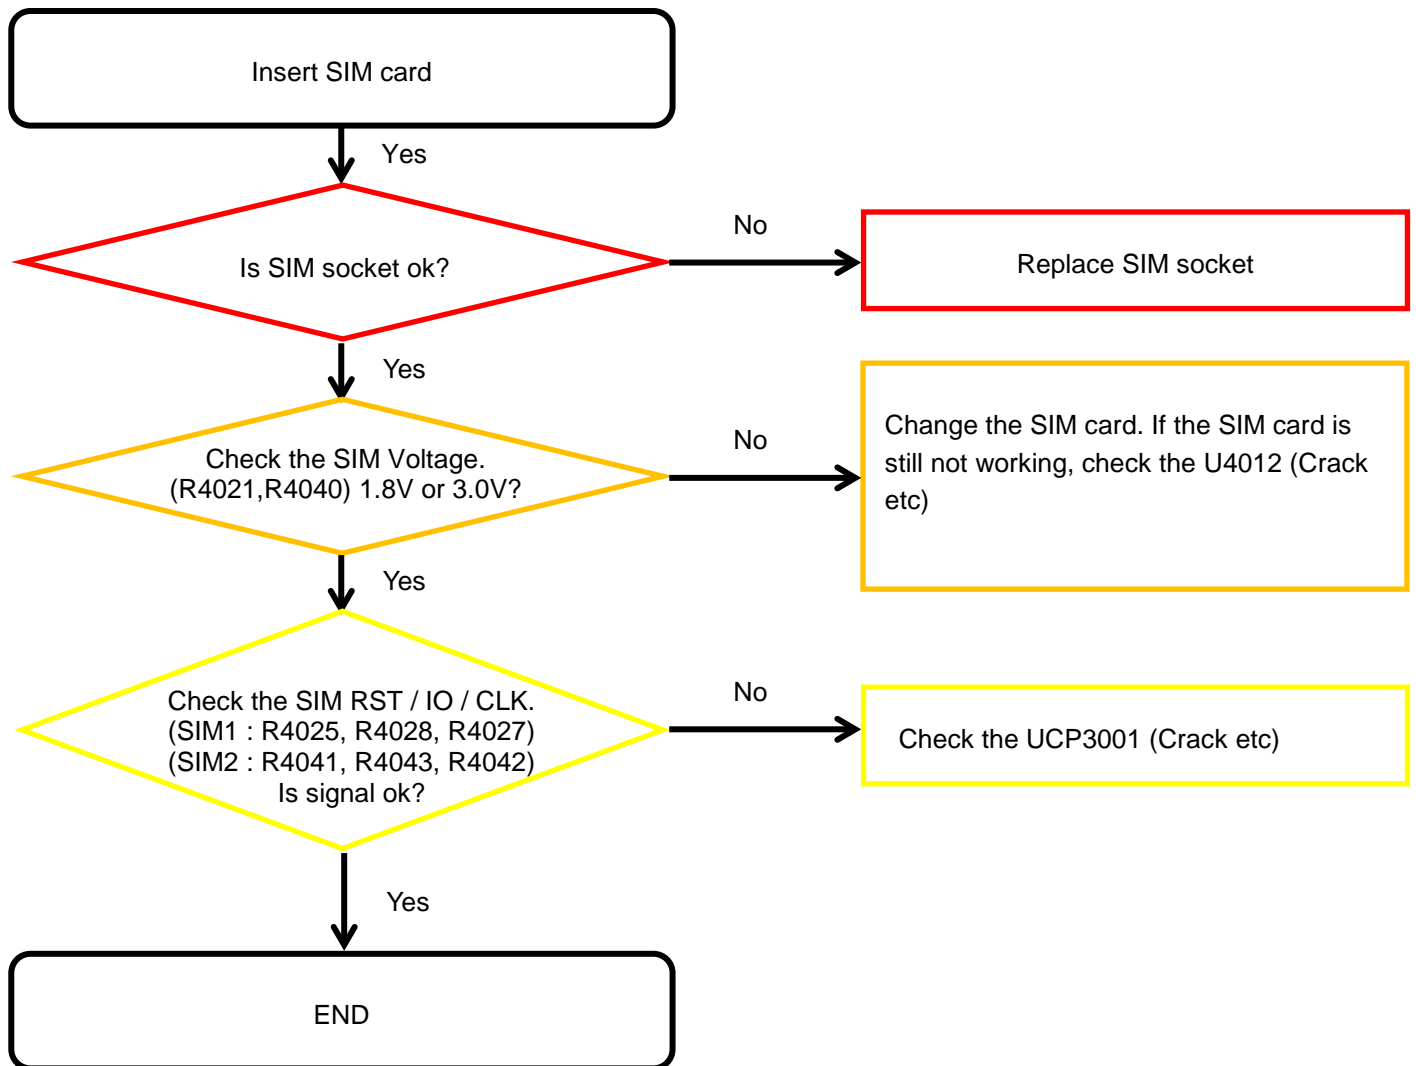 Insert SIM card
Yes
Is SIM socket ok?
No
Replace SIM socket
Yes
Check the SIM Voltage.
(R4021,R4040) 1.8V or 3.0V?
No
Change the SIM card. If the SIM card is
still not working, check the U4012 (Crack
etc)
Yes
Check the SIM RST / IO / CLK.
(SIM1 : R4025, R4028, R4027)
(SIM2 : R4041, R4043, R4042)
Is signal ok?
No
Check the UCP3001 (Crack etc)
Yes
END